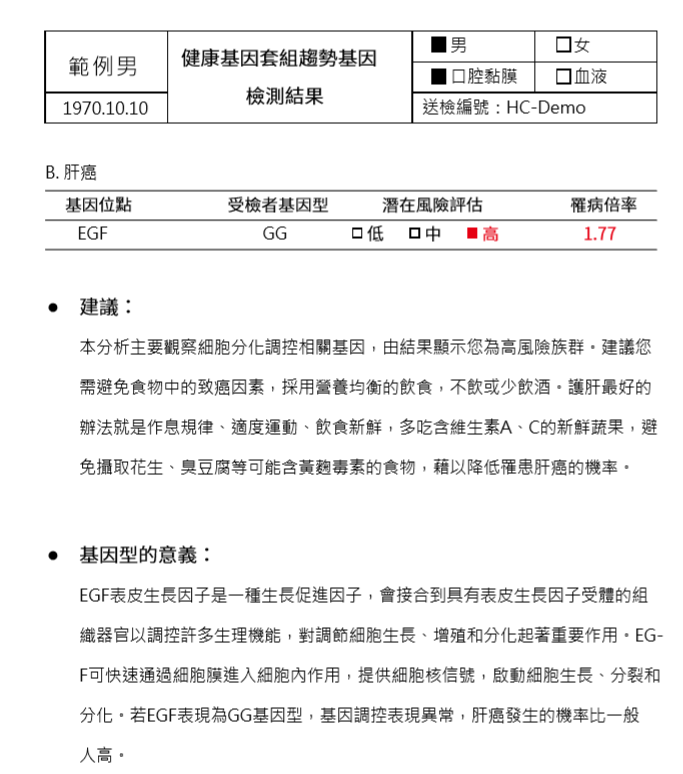 範例男
1970.10.10
健康基因套組趨勢基因
檢測結果
■男 □女
■口腔黏膜 □血液
送檢編號：HC-Demo
B. 肝癌
基因位點 受檢者基因型 潛在風險評估 罹病倍率
EGF GG □低 □中 ■高 1.77
● 建議：
本分析主要觀察細胞分化調控相關基因，由結果顯示您為高風險族群。建議您
需避免食物中的致癌因素，採用營養均衡的飲食，不飲或少飲酒。護肝最好的
辦法就是作息規律、適度運動、飲食新鮮，多吃含維生素A、C的新鮮蔬果，避
免攝取花生、臭豆腐等可能含黃麴毒素的食物，藉以降低罹患肝癌的機率。
● 基因型的意義：
EGF表皮生長因子是一種生長促進因子，會接合到具有表皮生長因子受體的組
織器官以調控許多生理機能，對調節細胞生長、增殖和分化起著重要作用。EG-
F可快速通過細胞膜進入細胞內作用，提供細胞核信號，啟動細胞生長、分裂和
分化。若EGF表現為GG基因型，基因調控表現異常，肝癌發生的機率比一般
人高。